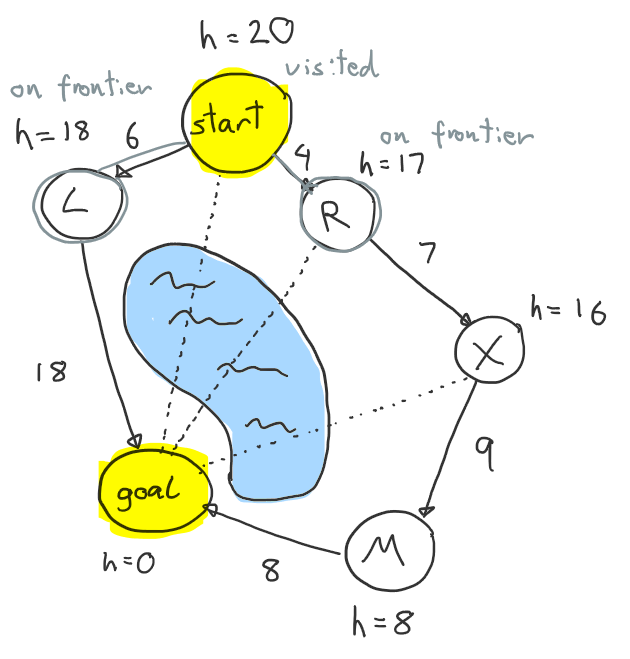 h = 20
visited
on frontier
h = 18
6
start
4
on frontier
h = 17
L
R
7
h = 16
X
18
9
goal
h = 0
8
M
h = 8